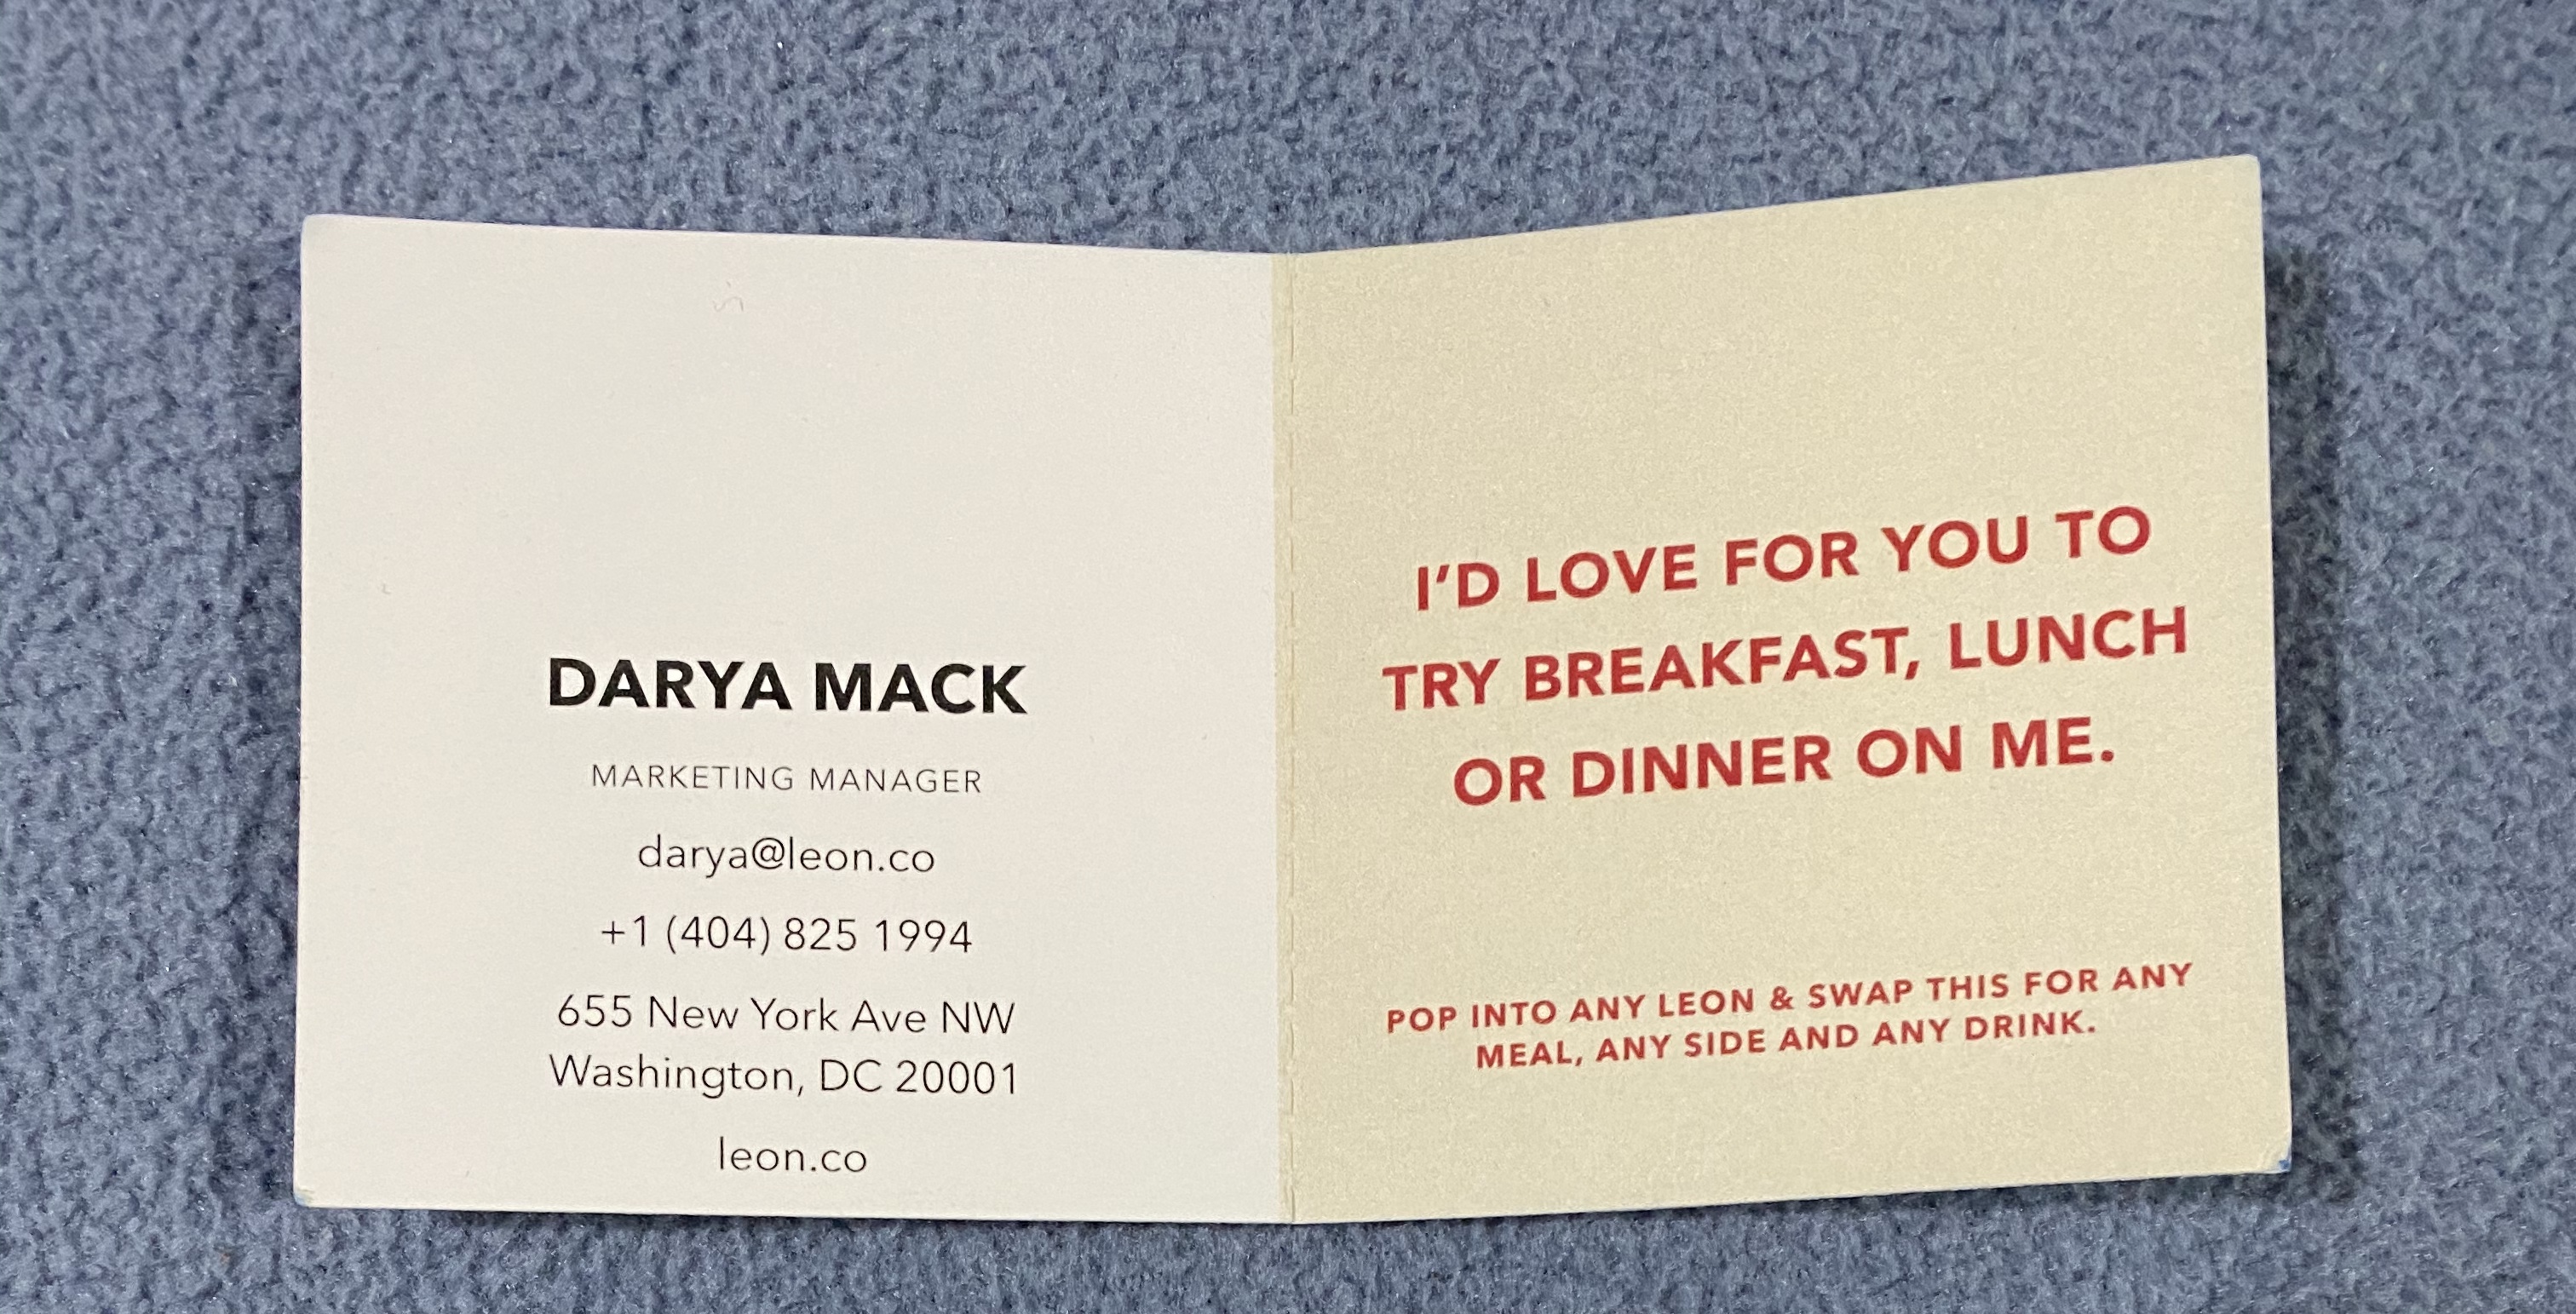 DARYA MACK
MARKETING MANAGER
darya@leon.co
+1 (404) 825 1994
655 New York Ave NW
Washington, DC 20001
leon.co
I'D LOVE FOR YOU TO
TRY BREAKFAST, LUNCH
OR DINNER ON ME.
POP INTO ANY LEON & SWAP THIS FOR ANY
MEAL, ANY SIDE AND ANY DRINK.